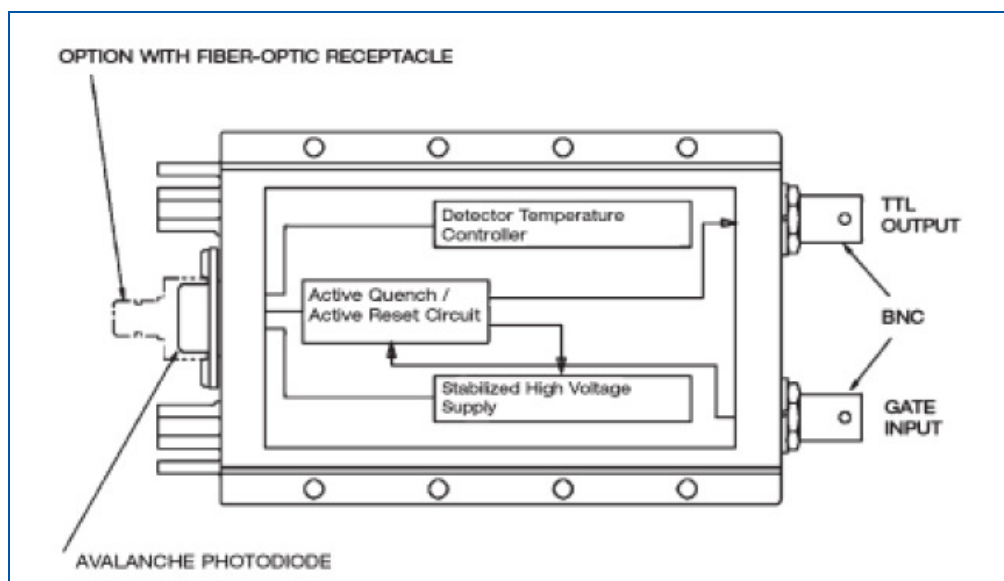 OPTION WITH FIBER-OPTIC RECEPTACLE
Detector Temperature
Controller
TTL
OUTPUT
Active Quench /
Active Reset Circuit
BNC
Stabilized High Voltage
Supply
GATE
INPUT
AVALANCHE PHOTODIODE